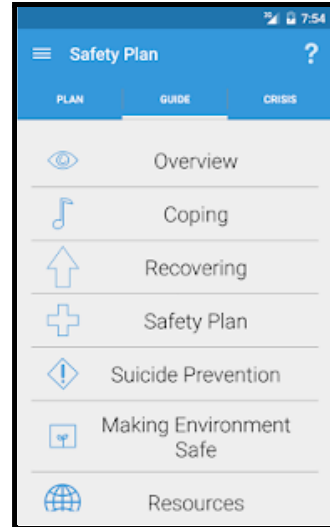 7:54
Safety Plan ?
PLAN GUIDE CRISIS
Overview
Coping
Recovering
Safety Plan
Suicide Prevention
Making Environment
Safe
Resources